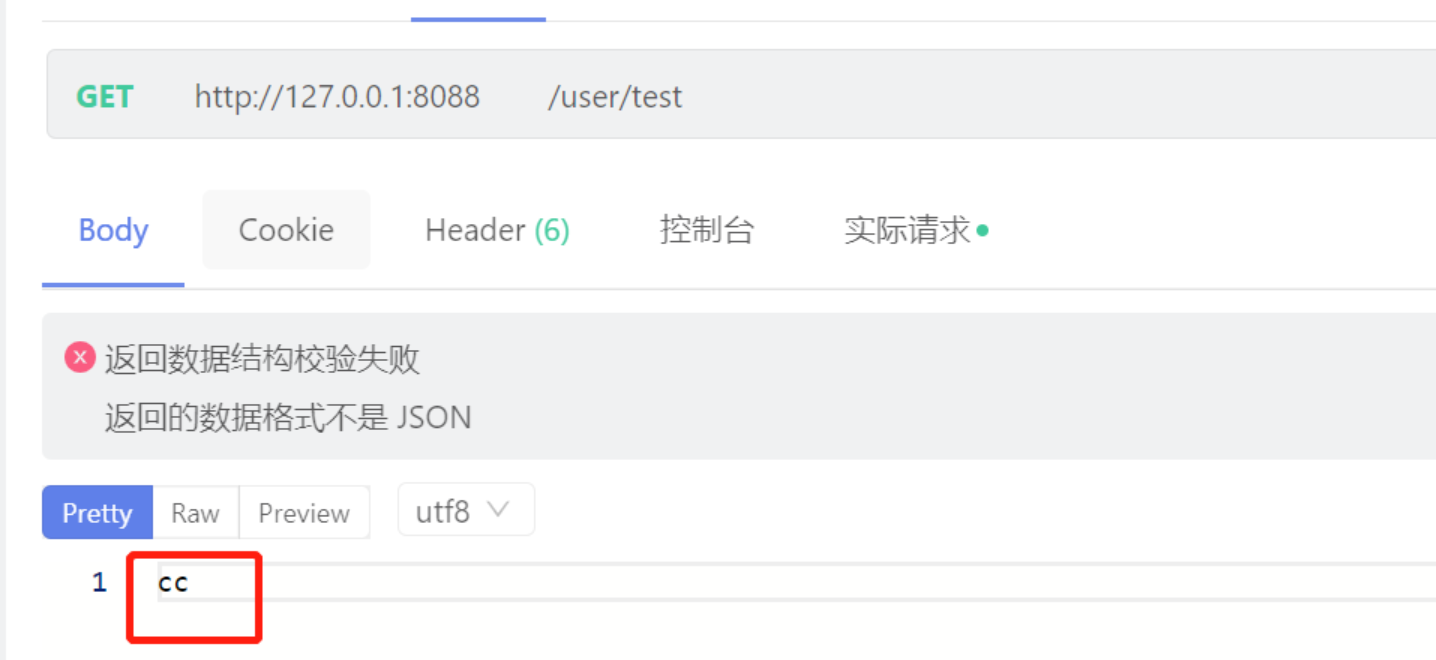 GET http://127.0.0.1:8088 /user/test
Body Cookie Header (6) 控制台 实际请求
返回数据结构校验失败
返回的数据格式不是 JSON
Pretty Raw Preview utf8
1 cc